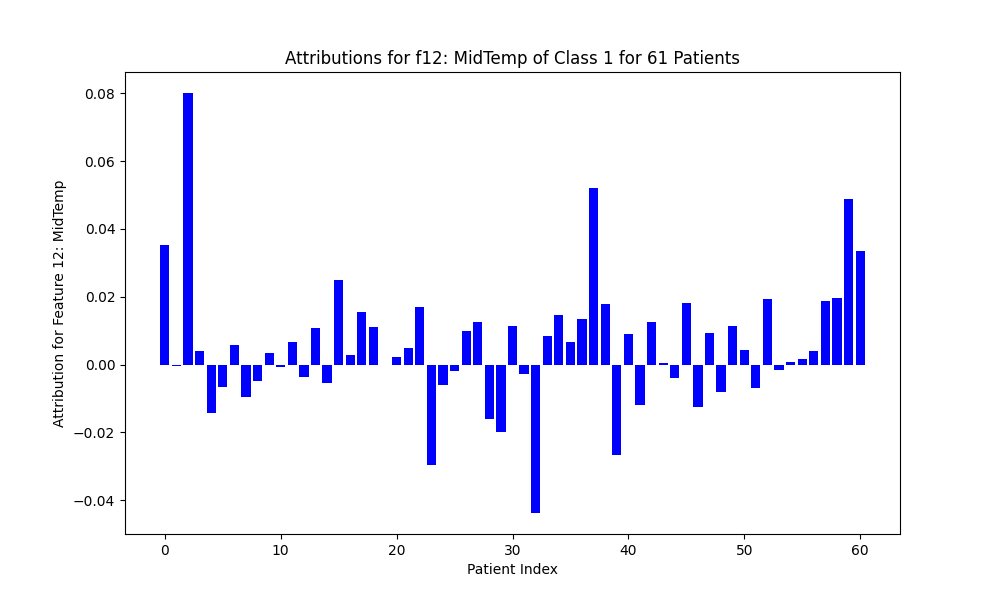 Attributions for f12: MidTemp of Class 1 for 61 Patients
Attribution for Feature 12: MidTemp
0.08
0.06
0.04
0.02
0.00
−0.02
−0.04
0 10 20 30 40 50 60
Patient Index